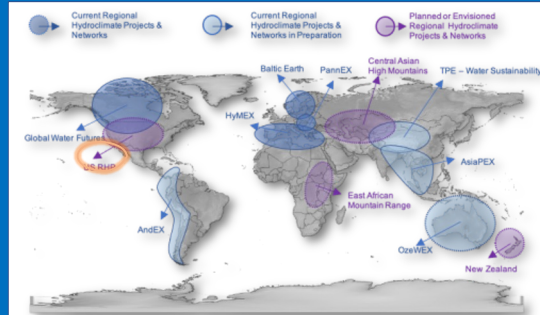 Current Regional
Hydroclimate Projects &
Networks
Current Regional
Hydroclimate Projects &
Networks in Preparation
Planned or Envisioned
Regional Hydroclimate
Projects & Networks
Baltic Earth
PannEX
Central Asian
High Mountains
TPE – Water Sustainability
HyMEX
Global Water Futures
US RHP
AsiaPEX
East African
Mountain Range
AndEX
OzeWEX
New Zealand